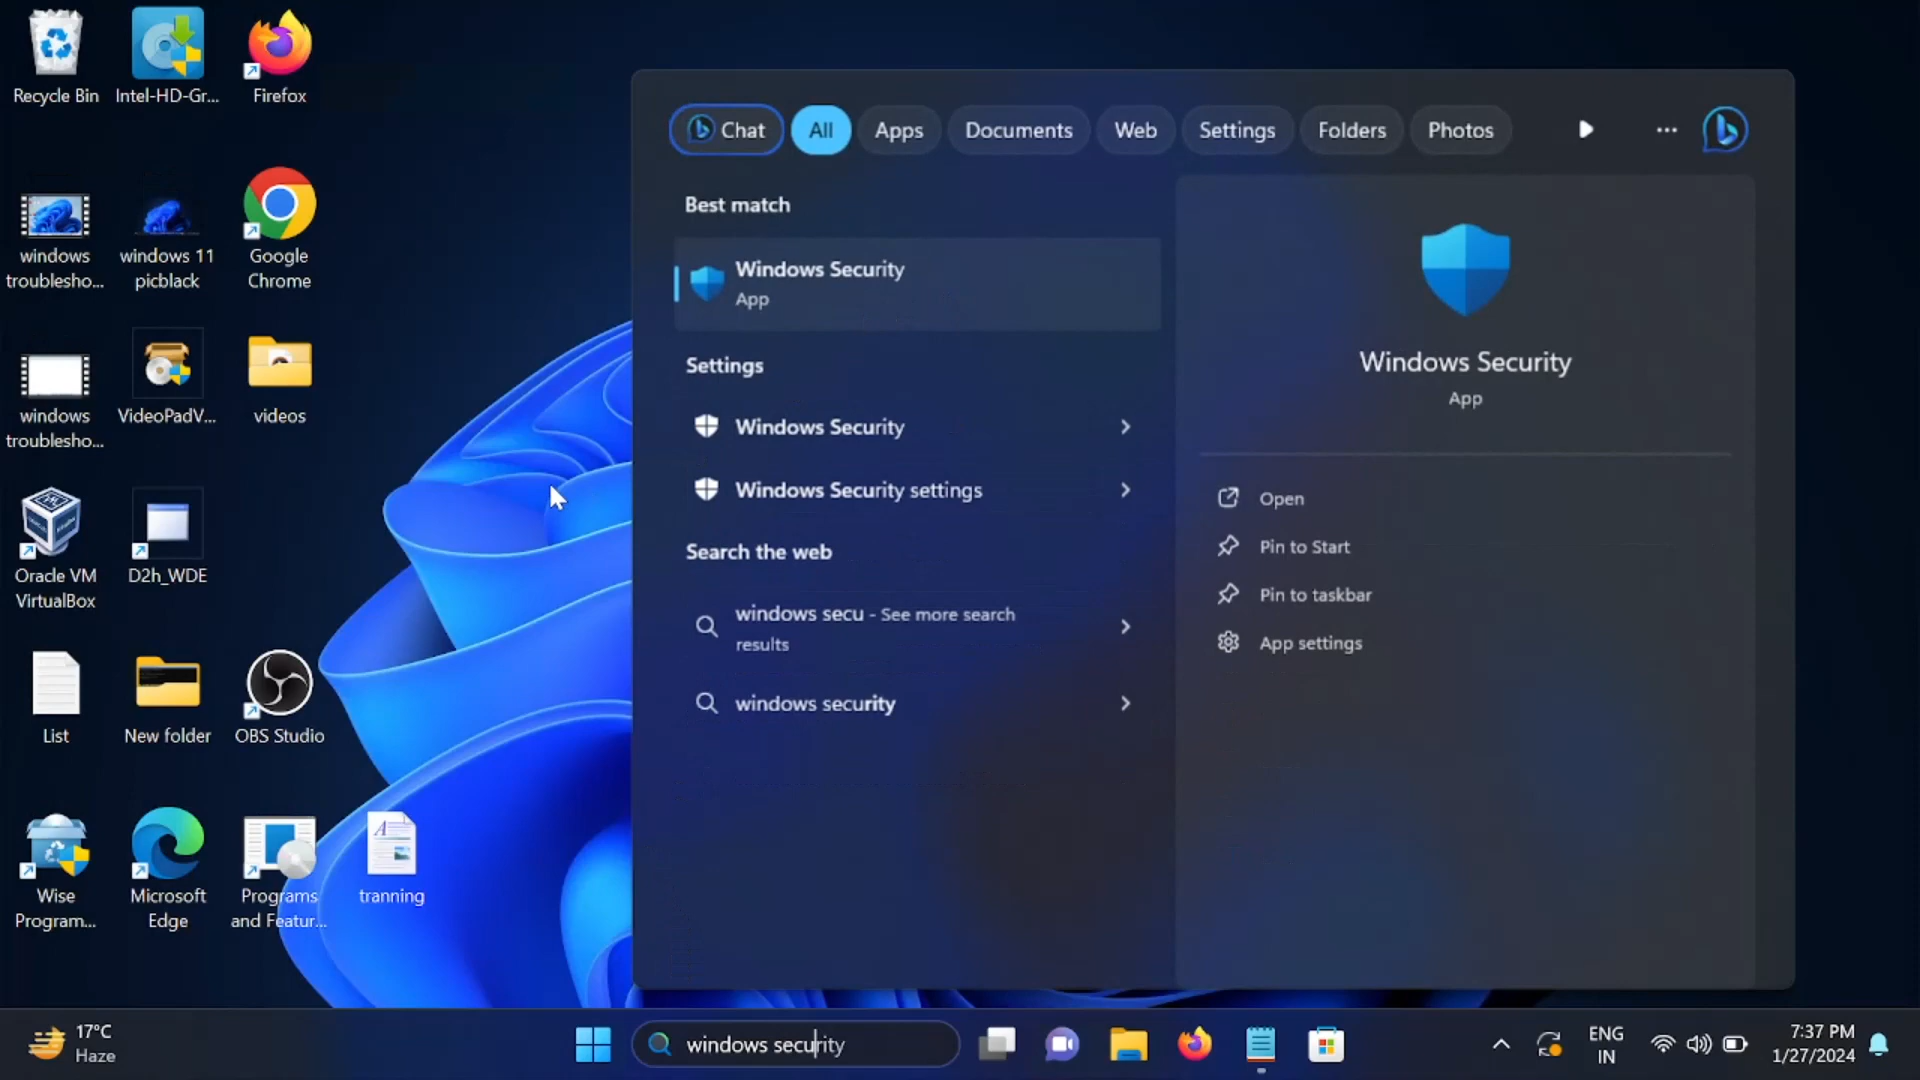 Recycle Bin
Intel-HD-Gr...
Firefox
windows
troublesho...
windows 11
picblack
Google
Chrome
windows
troublesho...
VideoPadV...
videos
Oracle VM
VirtualBox
D2h_WDE
List
New folder
OBS Studio
Wise
Program...
Microsoft
Edge
Programs
and Featur...
tranning
Chat
All
Apps
Documents
Web
Settings
Folders
Photos
Best match
Windows Security
App
Settings
Windows Security
Windows Security settings
Search the web
windows secu - See more search
results
windows security
Windows Security
App
Open
Pin to Start
Pin to taskbar
App settings
17°C
Haze
windows security
ENG
IN
7:37 PM
1/27/2024